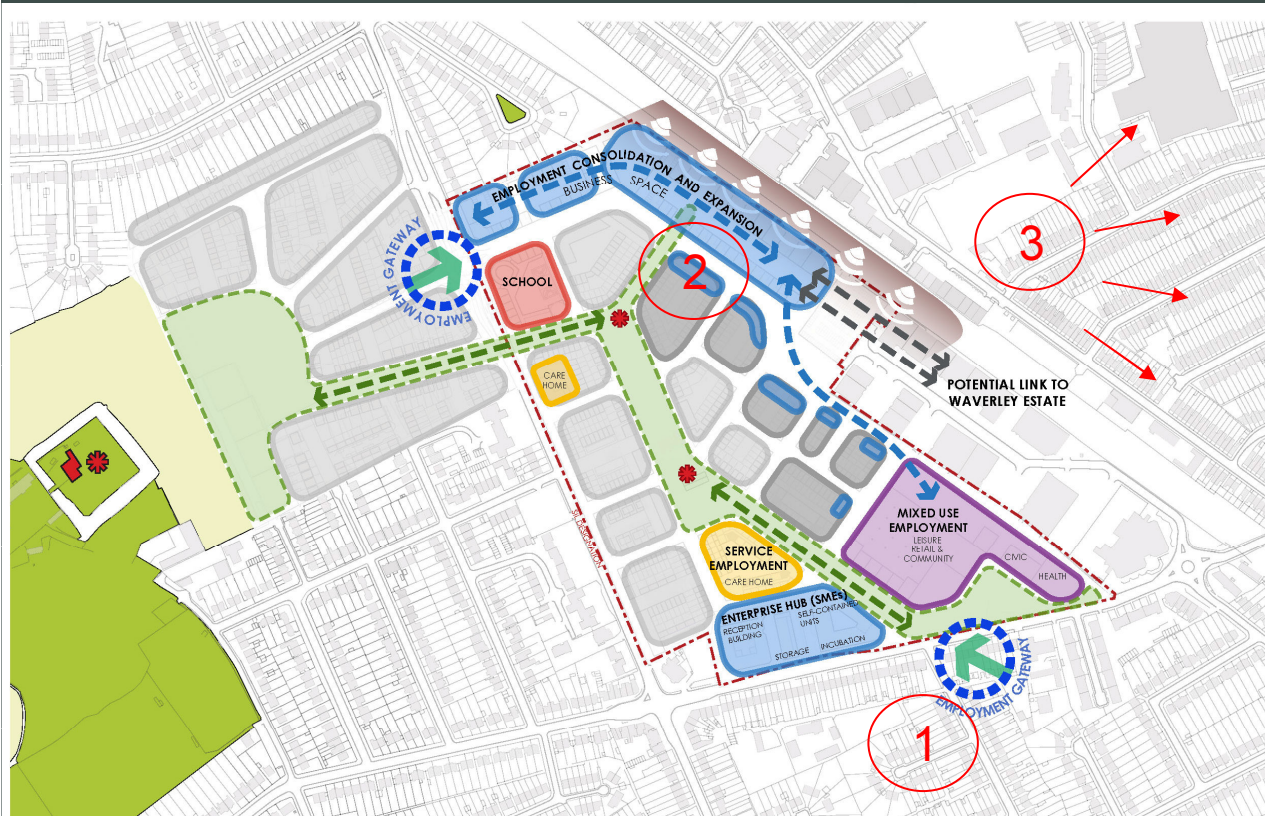 EMPLOYMENT CONSOLIDATION AND EXPANSION
BUSINESS SPACE
EMPLOYMENT GATEWAY
SCHOOL
2
3
CARE
HOME
POTENTIAL LINK TO
WAVERLEY ESTATE
SIL DESIGNATION
MIXED USE
EMPLOYMENT
LEISURE
RETAIL &
COMMUNITY
CIVIC
HEALTH
SERVICE
EMPLOYMENT
CARE HOME
ENTERPRISE HUB (SMEs)
RECEPTION
BUILDING
SELF-CONTAINED
UNITS
STORAGE
INCUBATION
EMPLOYMENT GATEWAY
1